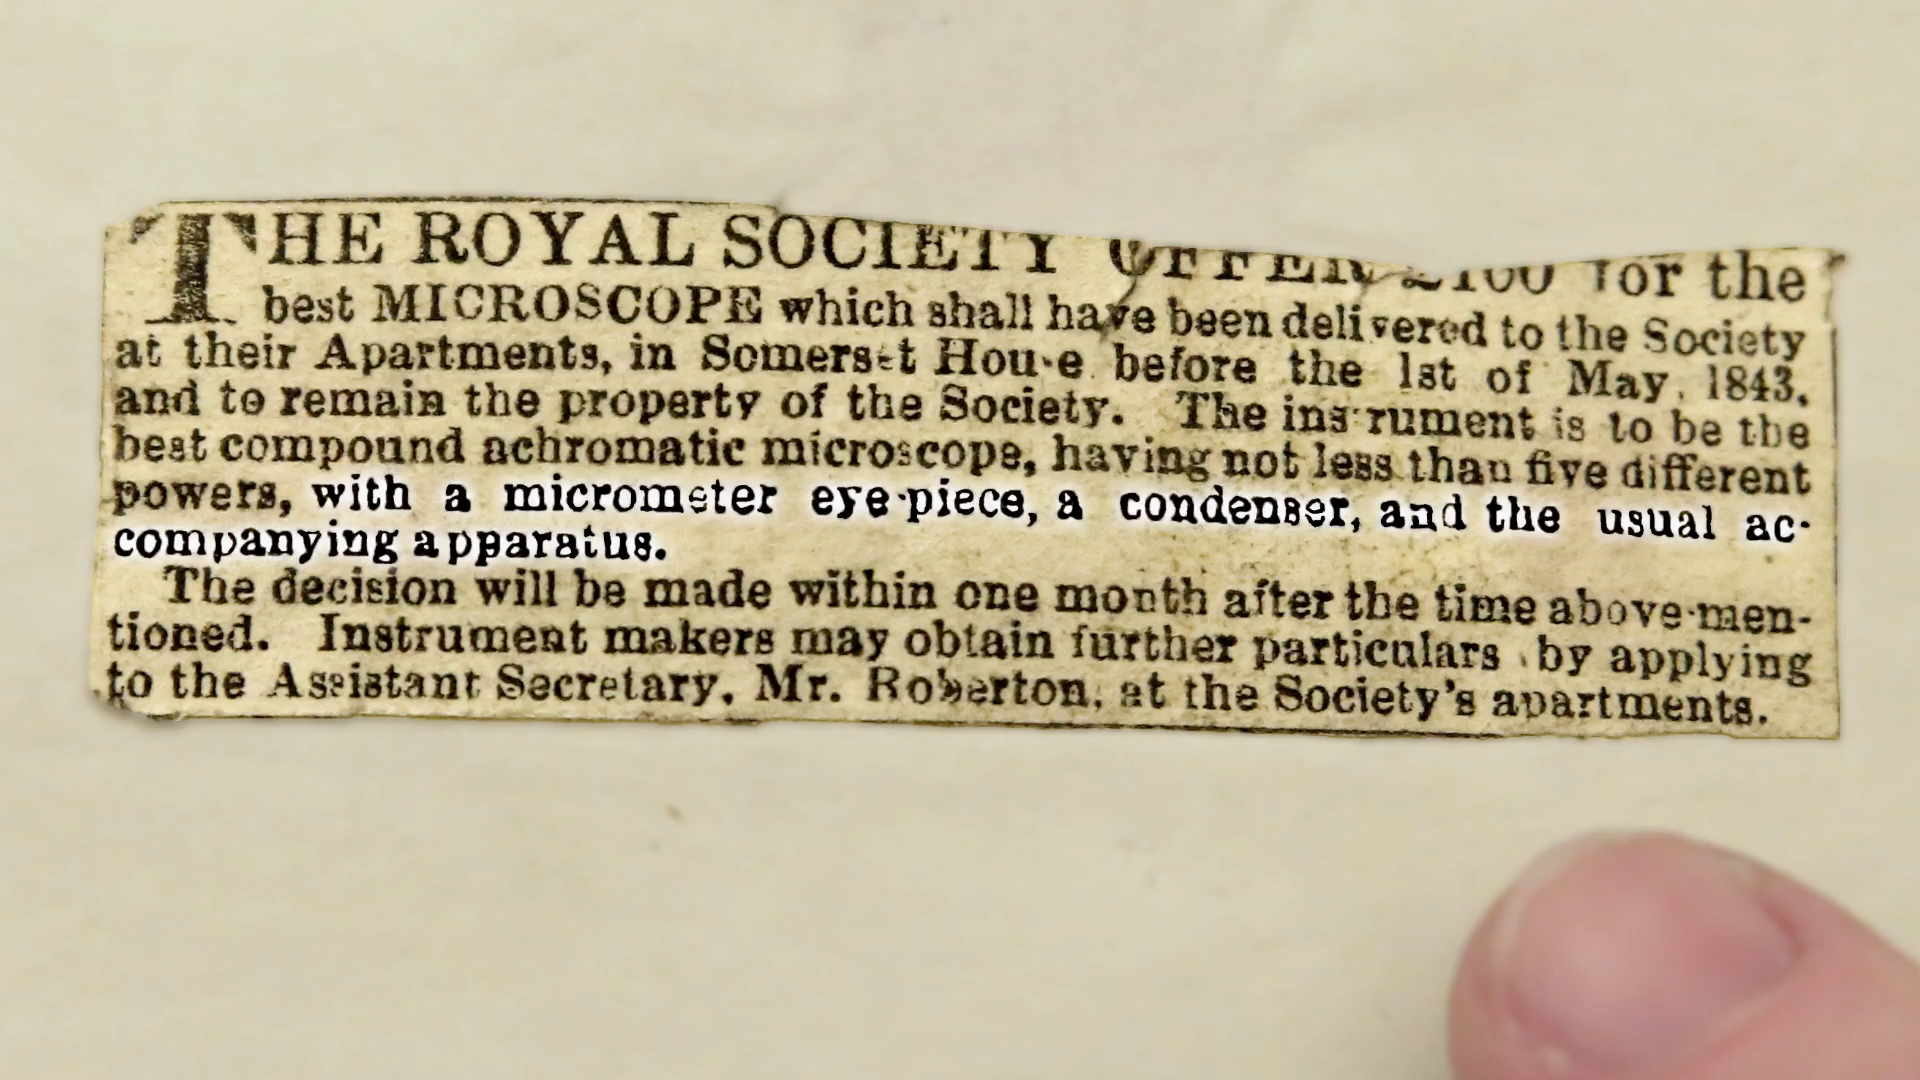 THE ROYAL SOCIETY OFFER £100 for the
best MICROSCOPE which shall have been delivered to the Society
at their Apartments, in Somerset House before the 1st of May, 1843,
and to remain the property of the Society. The instrument is to be the
best compound achromatic microscope, having not less than five different
powers, with a micrometer eye-piece, a condenser, and the usual ac-
companying apparatus.
The decision will be made within one month after the time above-men-
tioned. Instrument makers may obtain further particulars by applying
to the Assistant Secretary, Mr. Roberton, at the Society's apartments.